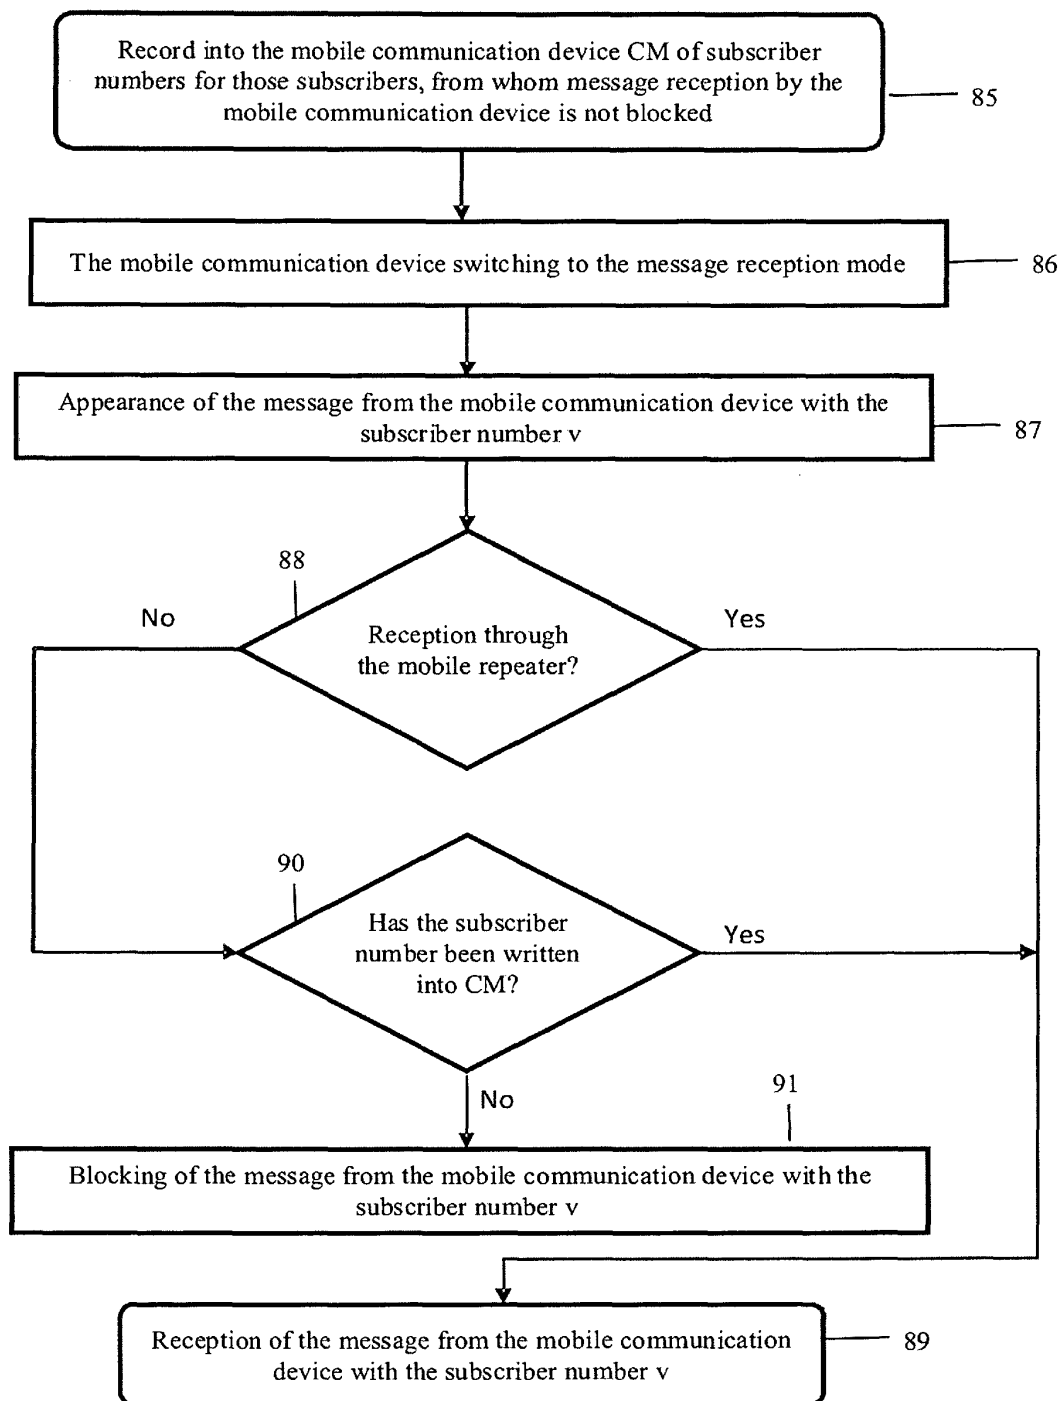 Record into the mobile communication device CM of subscriber
numbers for those subscribers, from whom message reception by the
mobile communication device is not blocked
85
The mobile communication device switching to the message reception mode
86
Appearance of the message from the mobile communication device with the
subscriber number v
87
88
No
Yes
Reception through
the mobile repeater?
90
Has the subscriber
number been written
into CM?
Yes
No
91
Blocking of the message from the mobile communication device with the
subscriber number v
Reception of the message from the mobile communication
device with the subscriber number v
89